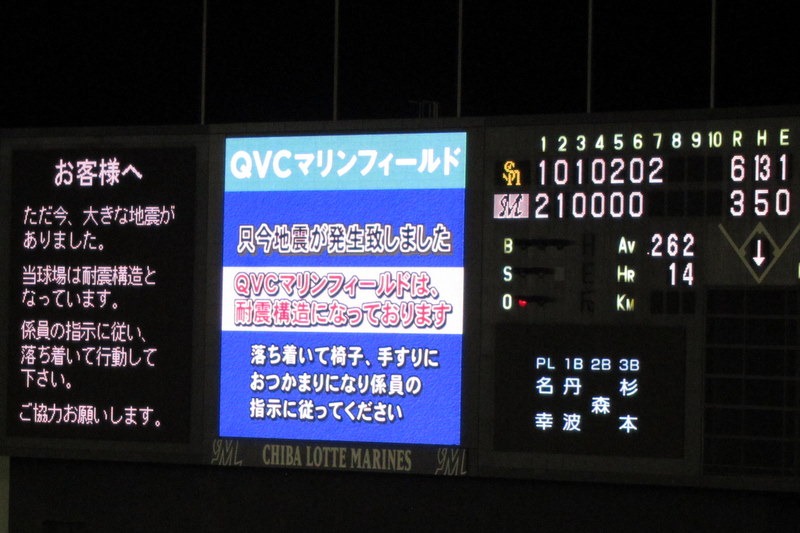 お客様へ
ただ今、大きな地震が
ありました。
当球場は耐震構造と
なっています。
係員の指示に従い、
落ち着いて行動して
下さい。
ご協力お願いします。
QVCマリンフィールド
只今地震が発生致しました
QVCマリンフィールドは、
耐震構造になっております
落ち着いて椅子、手すりに
おつかまりになり係員の
指示に従ってください
CHIBA LOTTE MARINES
1 2 3 4 5 6 7 8 9 10 R H E
1010202 6 13 1
M 210000 3 5 0
B Av .262
S HR 14
O KM
PL 1B 2B 3B
名 丹 森 杉
幸 波 本